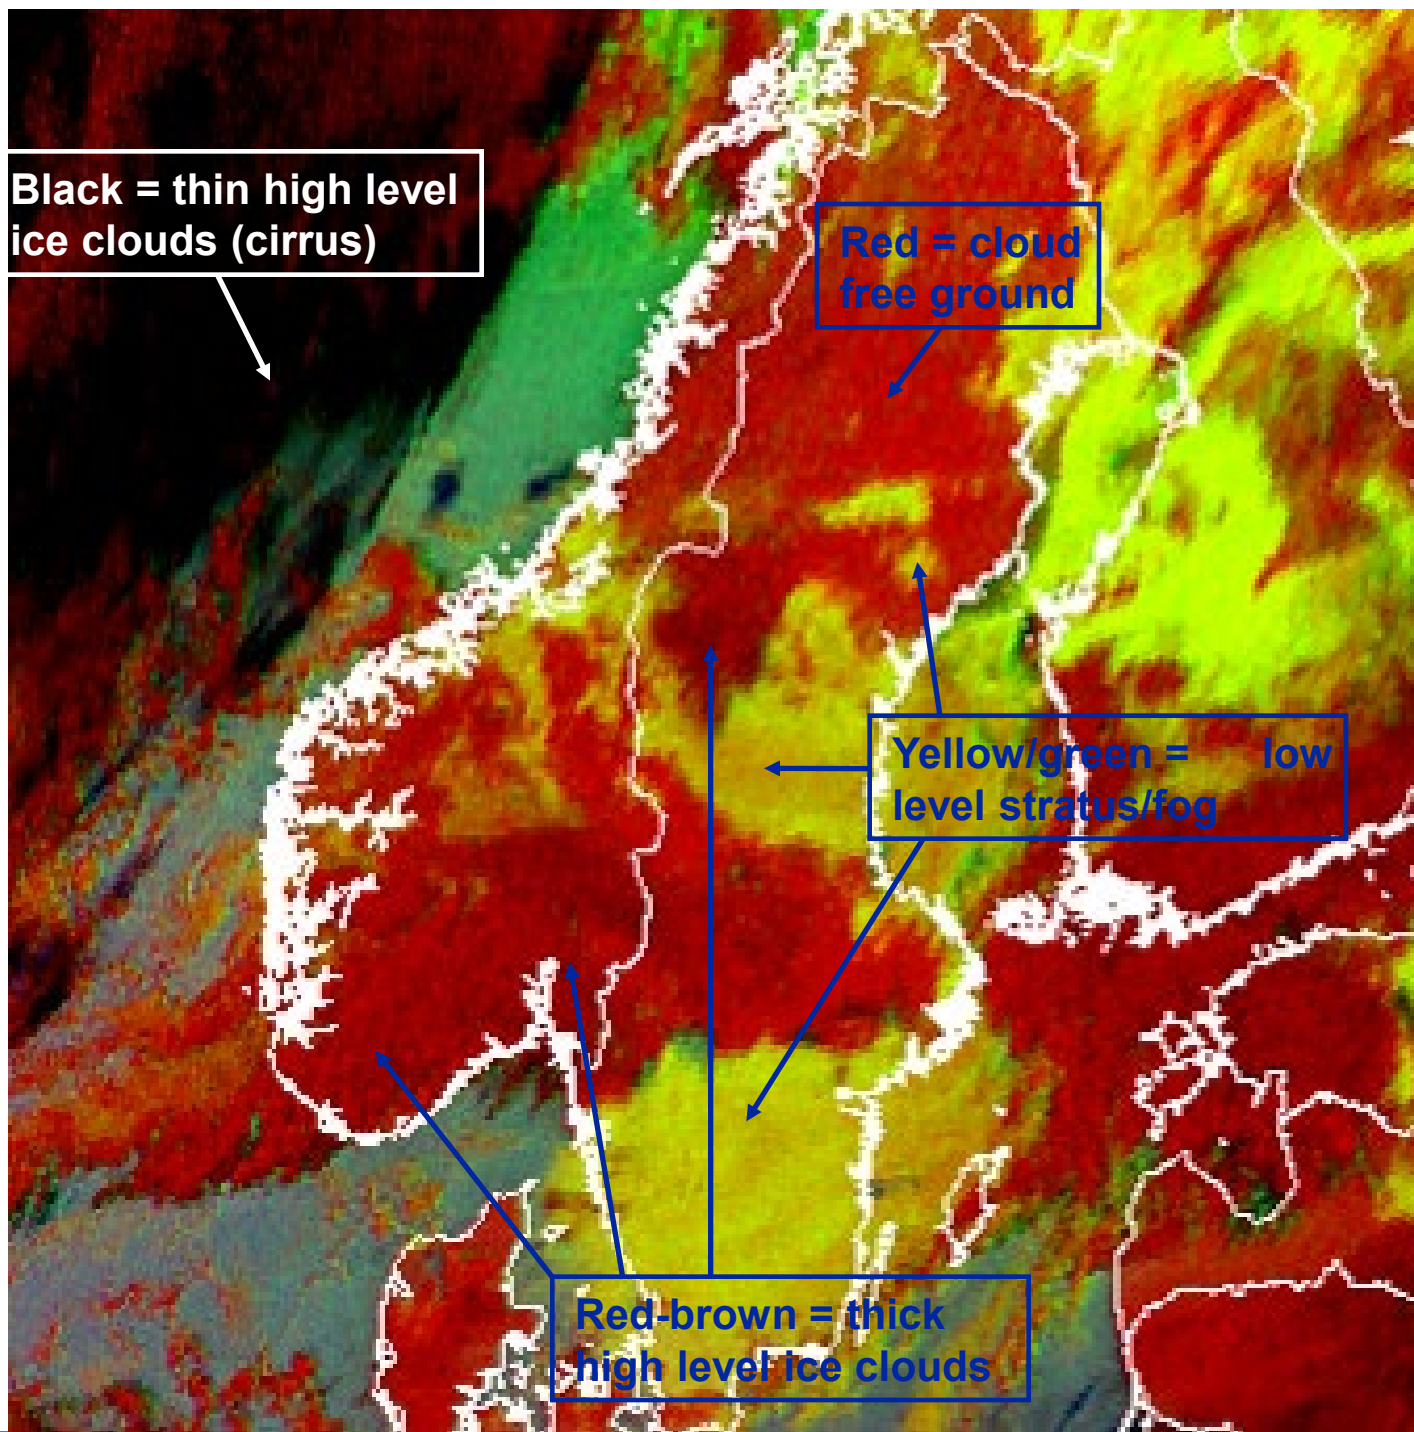 Black = thin high level
ice clouds (cirrus)
Red = cloud
free ground
Yellow/green = low
level stratus/fog
Red-brown = thick
high level ice clouds